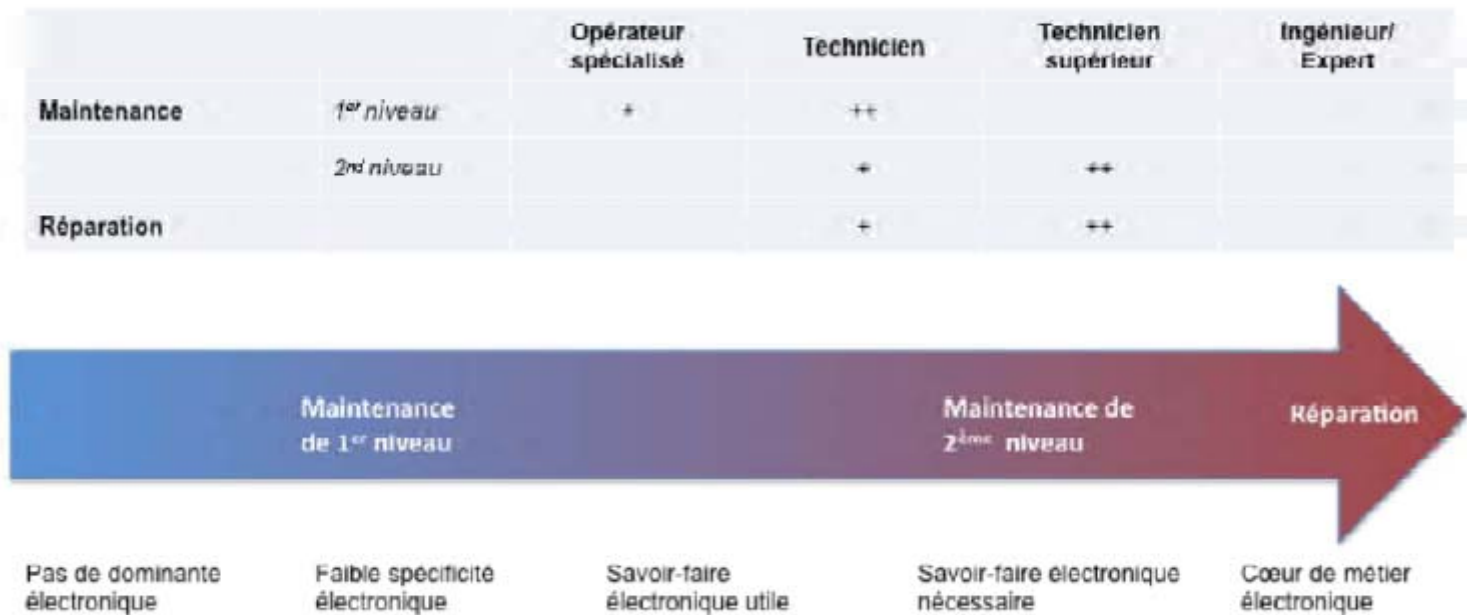 Opérateur spécialisé Technicien Technicien supérieur Ingénieur/ Expert
Maintenance 1er niveau + ++
2nd niveau + ++
Réparation + ++
Maintenance de 1er niveau
Maintenance de 2ème niveau
Réparation
Pas de dominante électronique
Faible spécificité électronique
Savoir-faire électronique utile
Savoir-faire électronique nécessaire
Cœur de métier électronique